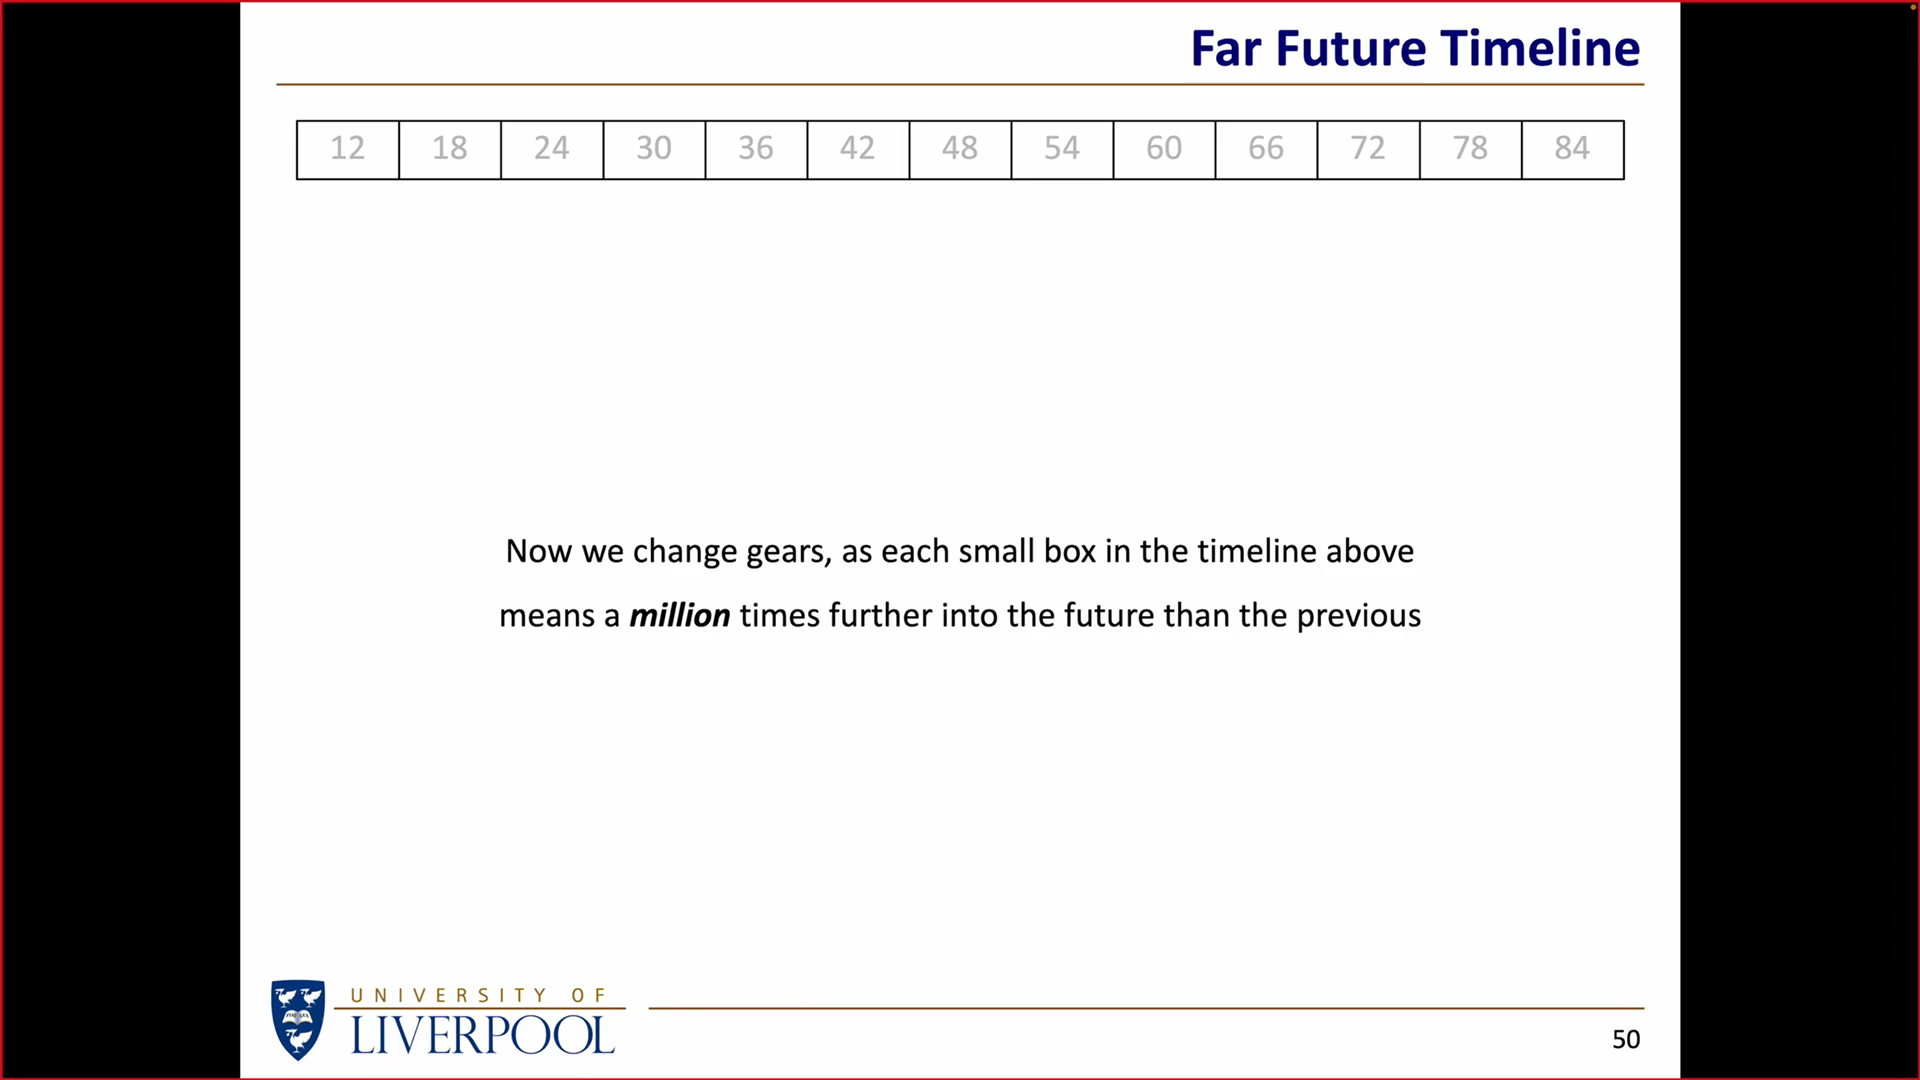 Far Future Timeline
12 18 24 30 36 42 48 54 60 66 72 78 84
Now we change gears, as each small box in the timeline above
means a million times further into the future than the previous
UNIVERSITY OF
LIVERPOOL
50